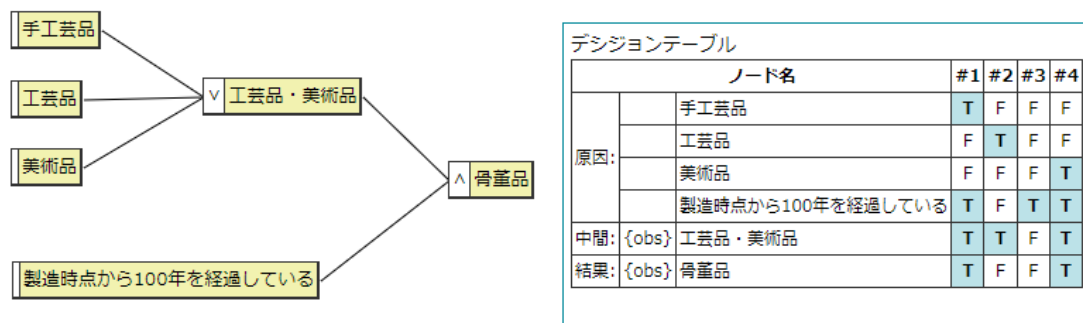 手工芸品
工芸品
美術品
∨ 工芸品・美術品
∧ 骨董品
製造時点から100年を経過している
デシジョンテーブル
ノード名 #1 #2 #3 #4
原因: 手工芸品 T F F F
工芸品 F T F F
美術品 F F F T
製造時点から100年を経過している T F T T
中間: {obs} 工芸品・美術品 T T F T
結果: {obs} 骨董品 T F F T